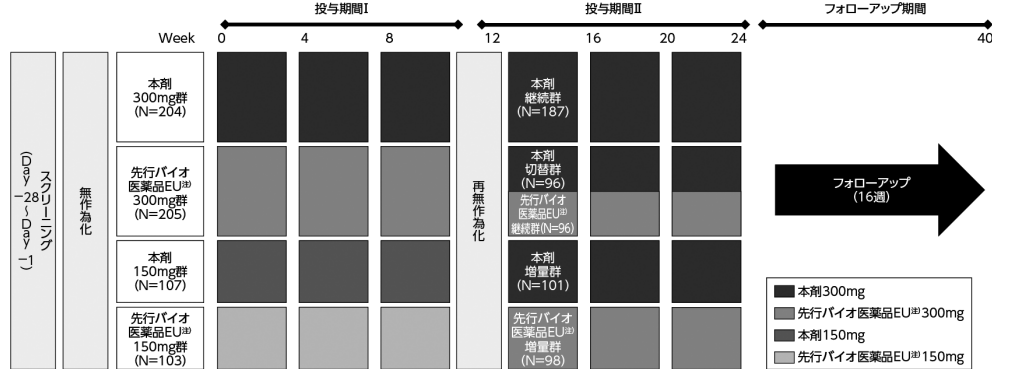 投与期間Ⅰ
投与期間Ⅱ
フォローアップ期間
Week
0
4
8
12
16
20
24
40
スクリーニング
(Day −28～Day −1)
無作為化
本剤
300mg群
(N=204)
先行バイオ
医薬品EU注)
300mg群
(N=205)
本剤
150mg群
(N=107)
先行バイオ
医薬品EU注)
150mg群
(N=103)
再無作為化
本剤
継続群
(N=187)
本剤
切替群
(N=96)
先行バイオ
医薬品EU注)
継続群(N=96)
本剤
増量群
(N=101)
先行バイオ
医薬品EU注)
増量群
(N=98)
フォローアップ
(16週)
本剤300mg
先行バイオ医薬品EU注)300mg
本剤150mg
先行バイオ医薬品EU注)150mg